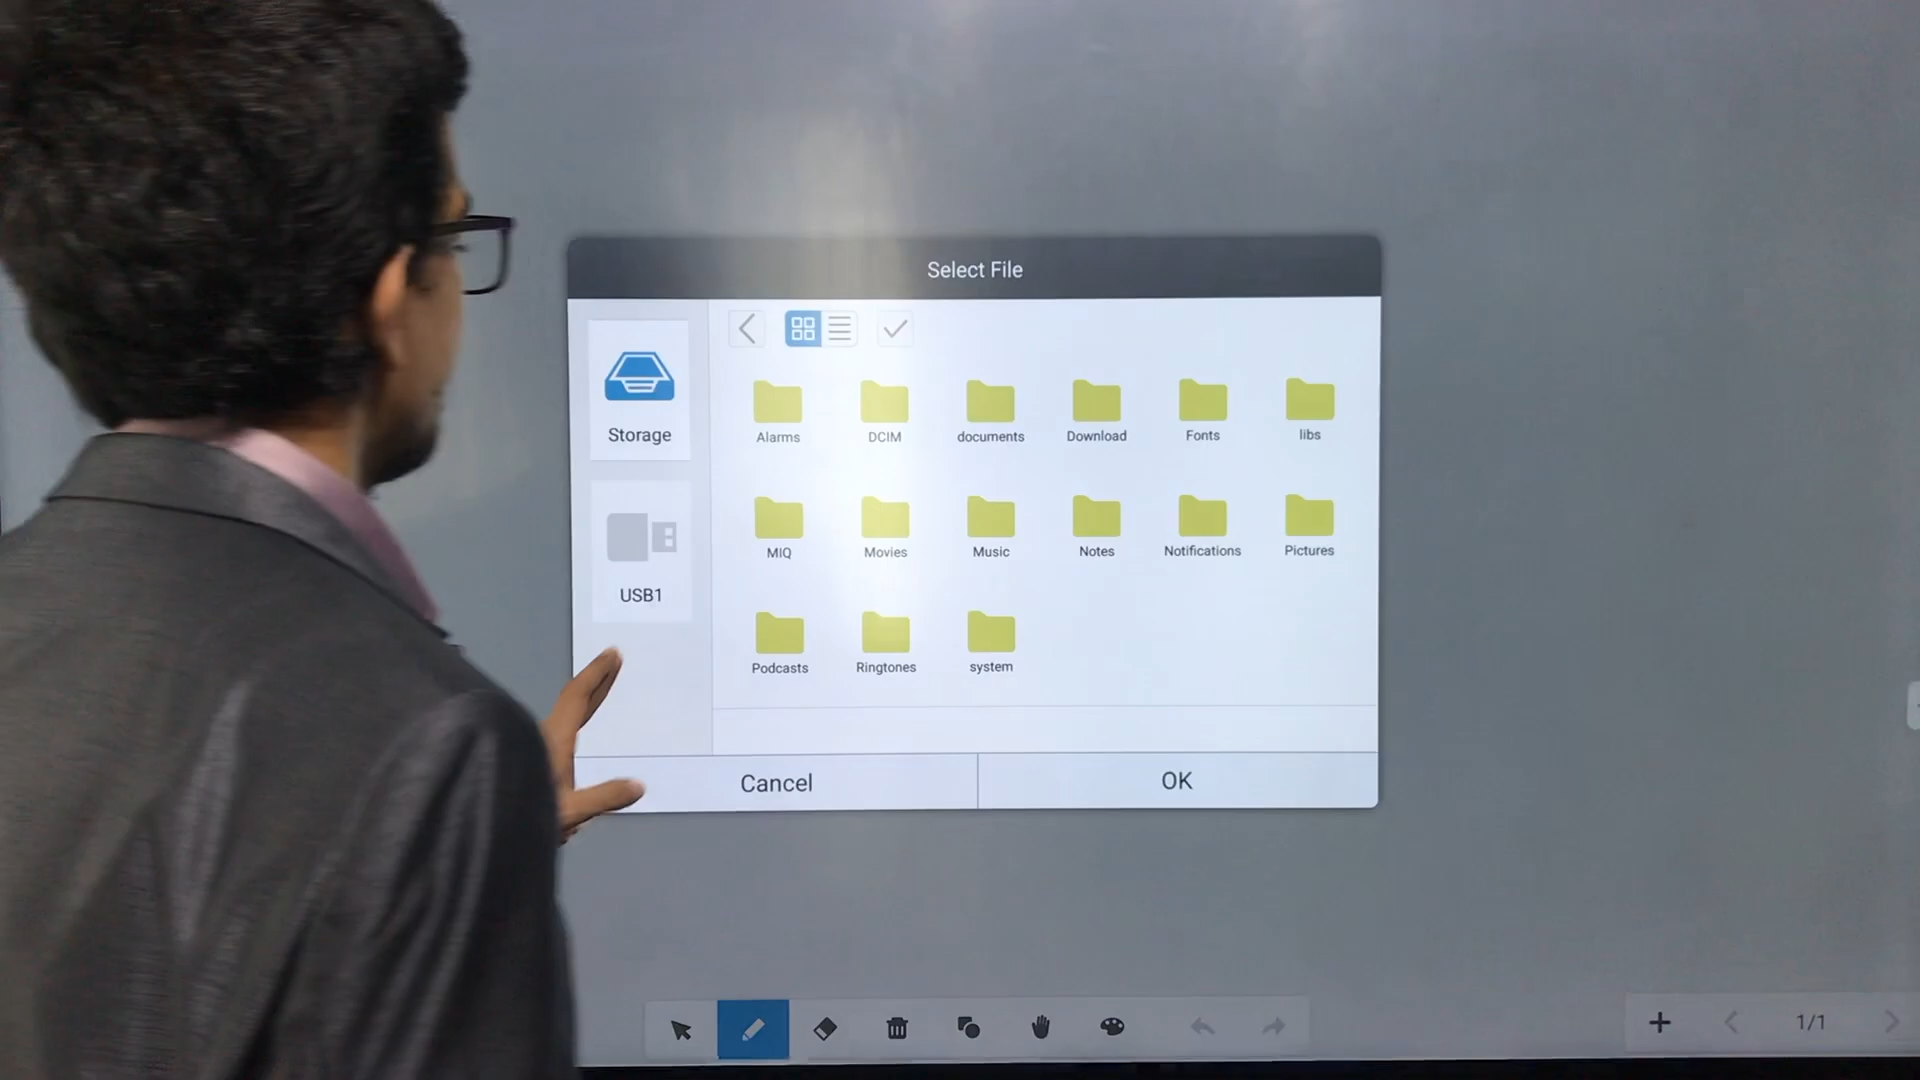 Select File
Storage
USB1
Alarms
DCIM
documents
Download
Fonts
libs
MIQ
Movies
Music
Notes
Notifications
Pictures
Podcasts
Ringtones
system
Cancel
OK
1/1